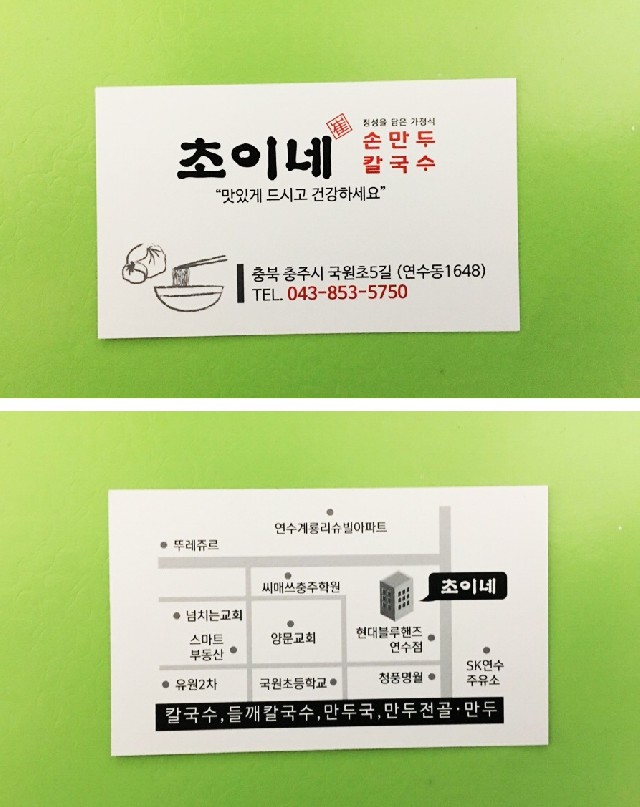 초이네
崔
정성을 담은 가정식
손만두
칼국수
“맛있게 드시고 건강하세요”
충북 충주시 국원초5길 (연수동1648)
TEL. 043-853-5750
연수계룡리슈빌아파트
뚜레쥬르
씨매쓰충주학원
초이네
넘치는교회
스마트
부동산
양문교회
현대블루핸즈
연수점
SK연수
주유소
유원2차
국원초등학교
청풍명월
칼국수,들깨칼국수,만두국,만두전골·만두